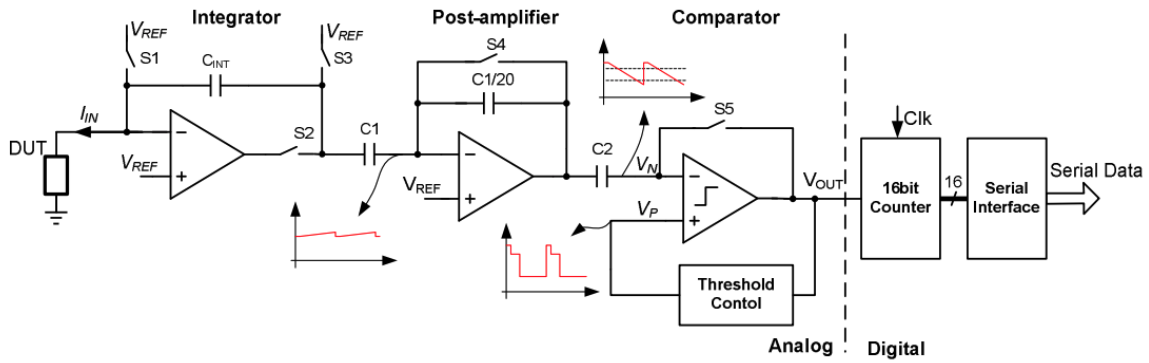 Integrator
Post-amplifier
Comparator
VREF
VREF
S1
S3
CINT
S4
C1/20
S5
IIN
S2
C1
C2
VN
Clk
DUT
VREF
VREF
VP
VOUT
16bit
Counter
16
Serial
Interface
Serial Data
Threshold
Contol
Analog
Digital